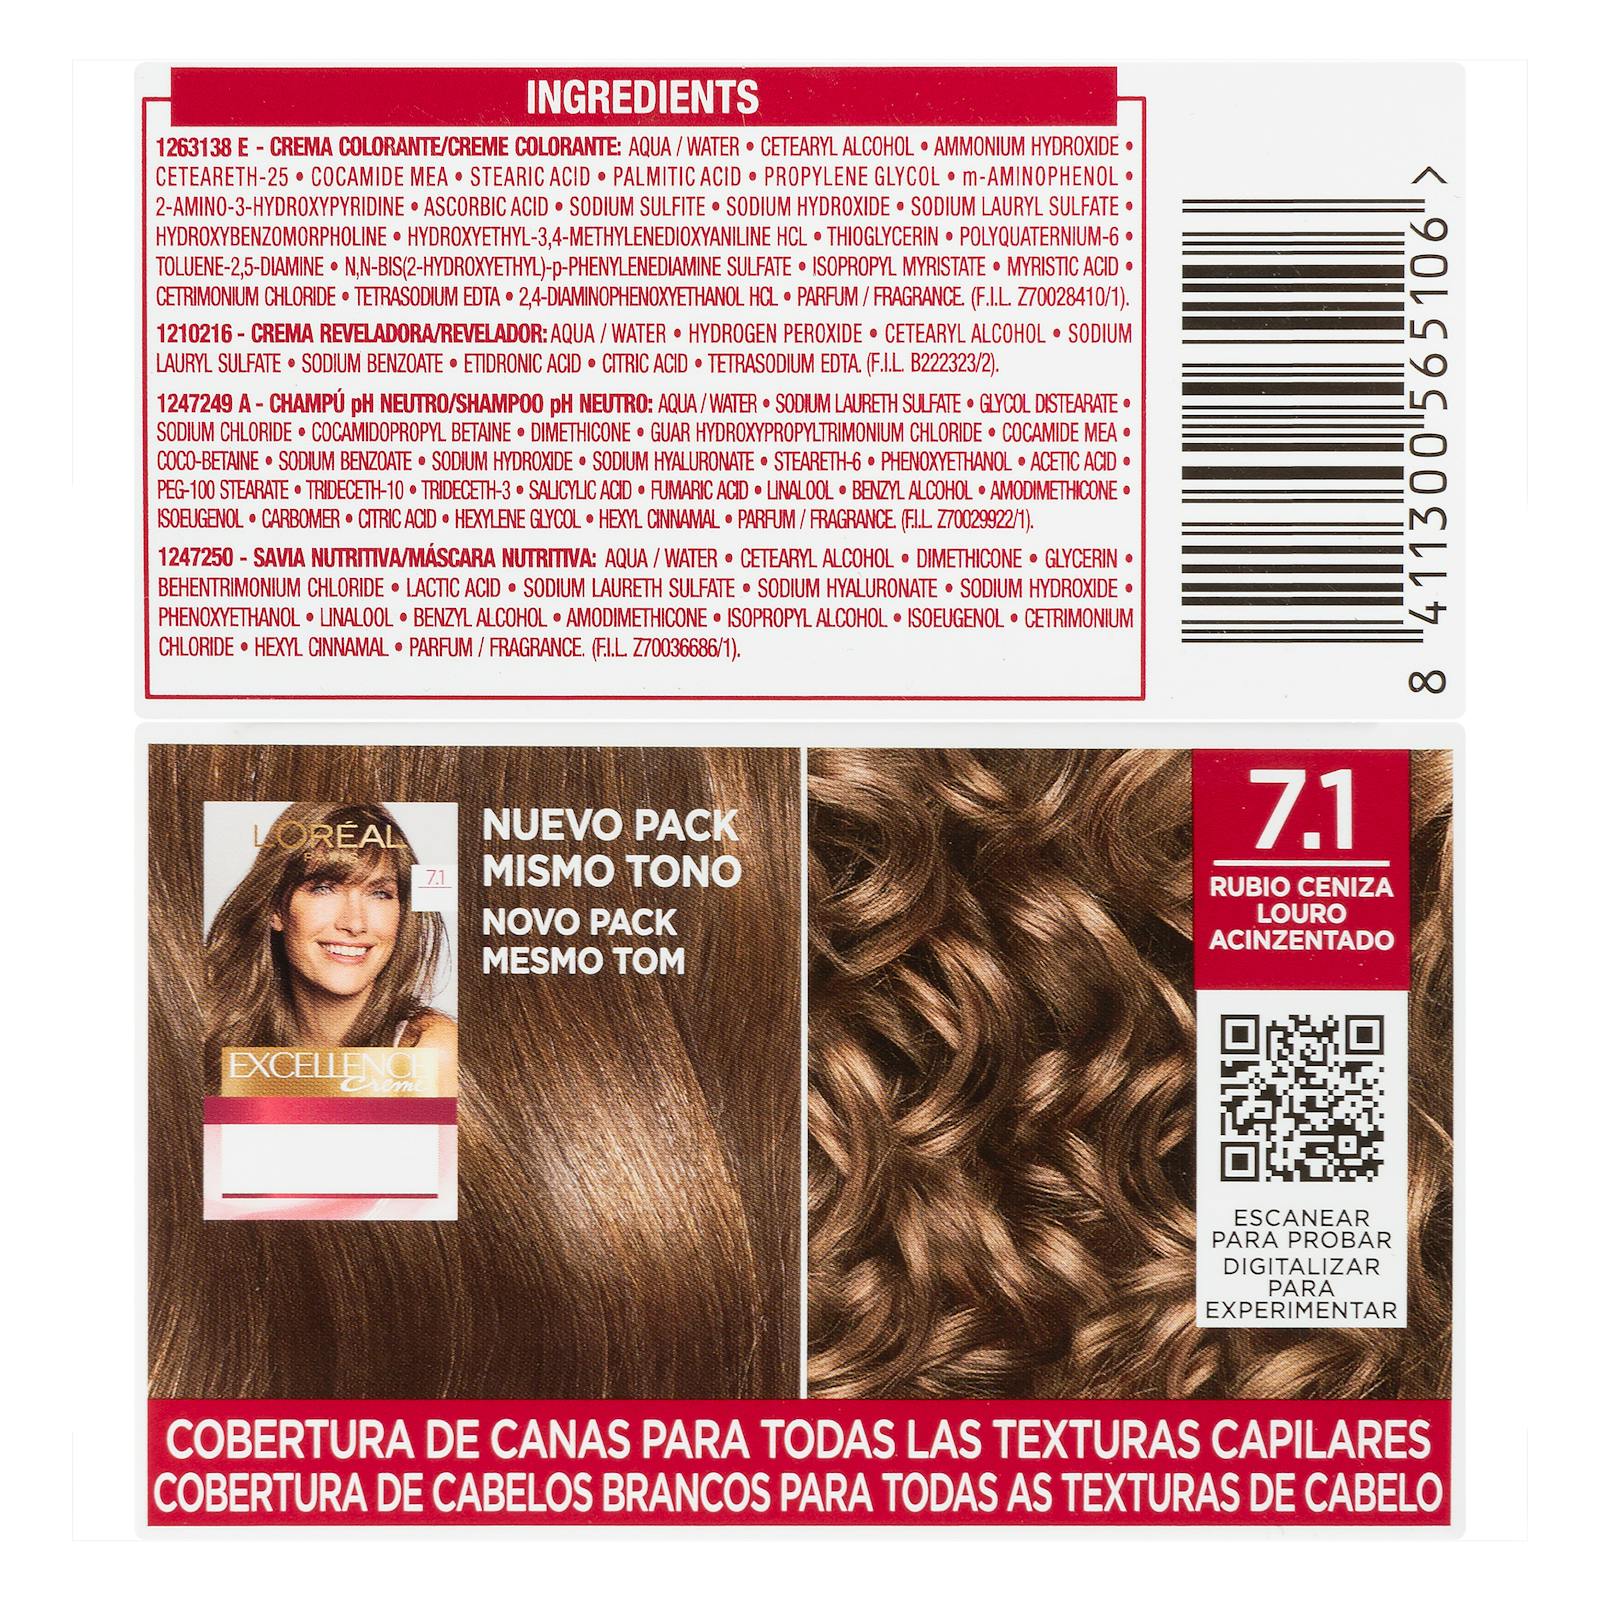 INGREDIENTS
1263138 E - CREMA COLORANTE/CREME COLORANTE: AQUA / WATER • CETEARYL ALCOHOL • AMMONIUM HYDROXIDE •
CETEARETH-25 • COCAMIDE MEA • STEARIC ACID • PALMITIC ACID • PROPYLENE GLYCOL • m-AMINOPHENOL •
2-AMINO-3-HYDROXYPYRIDINE • ASCORBIC ACID • SODIUM SULFITE • SODIUM HYDROXIDE • SODIUM LAURYL SULFATE •
HYDROXYBENZOMORPHOLINE • HYDROXYETHYL-3,4-METHYLENEDIOXYANILINE HCL • THIOGLYCERIN • POLYQUATERNIUM-6 •
TOLUENE-2,5-DIAMINE • N,N-BIS(2-HYDROXYETHYL)-p-PHENYLENEDIAMINE SULFATE • ISOPROPYL MYRISTATE • MYRISTIC ACID •
CETRIMONIUM CHLORIDE • TETRASODIUM EDTA • 2,4-DIAMINOPHENOXYETHANOL HCL • PARFUM / FRAGRANCE. (F.I.L. Z70028410/1).
1210216 - CREMA REVELADORA/REVELADOR: AQUA / WATER • HYDROGEN PEROXIDE • CETEARYL ALCOHOL • SODIUM
LAURYL SULFATE • SODIUM BENZOATE • ETIDRONIC ACID • CITRIC ACID • TETRASODIUM EDTA. (F.I.L. B222323/2).
1247249 A - CHAMPÚ pH NEUTRO/SHAMPOO pH NEUTRO: AQUA / WATER • SODIUM LAURETH SULFATE • GLYCOL DISTEARATE •
SODIUM CHLORIDE • COCAMIDOPROPYL BETAINE • DIMETHICONE • GUAR HYDROXYPROPYLTRIMONIUM CHLORIDE • COCAMIDE MEA •
COCO-BETAINE • SODIUM BENZOATE • SODIUM HYDROXIDE • SODIUM HYALURONATE • STEARETH-6 • PHENOXYETHANOL • ACETIC ACID •
PEG-100 STEARATE • TRIDECETH-10 • TRIDECETH-3 • SALICYLIC ACID • FUMARIC ACID • LINALOOL • BENZYL ALCOHOL • AMODIMETHICONE •
ISOEUGENOL • CARBOMER • CITRIC ACID • HEXYLENE GLYCOL • HEXYL CINNAMAL • PARFUM / FRAGRANCE. (F.I.L. Z70029922/1).
1247250 - SAVIA NUTRITIVA/MÁSCARA NUTRITIVA: AQUA / WATER • CETEARYL ALCOHOL • DIMETHICONE • GLYCERIN •
BEHENTRIMONIUM CHLORIDE • LACTIC ACID • SODIUM LAURETH SULFATE • SODIUM HYALURONATE • SODIUM HYDROXIDE •
PHENOXYETHANOL • LINALOOL • BENZYL ALCOHOL • AMODIMETHICONE • ISOPROPYL ALCOHOL • ISOEUGENOL • CETRIMONIUM
CHLORIDE • HEXYL CINNAMAL • PARFUM / FRAGRANCE. (F.I.L. Z70036686/1).
8 411300 565106 >
L'ORÉAL
7.1
EXCELLENCE
Creme
NUEVO PACK
MISMO TONO
NOVO PACK
MESMO TOM
7.1
RUBIO CENIZA
LOURO
ACINZENTADO
ESCANEAR
PARA PROBAR
DIGITALIZAR
PARA
EXPERIMENTAR
COBERTURA DE CANAS PARA TODAS LAS TEXTURAS CAPILARES
COBERTURA DE CABELOS BRANCOS PARA TODAS AS TEXTURAS DE CABELO